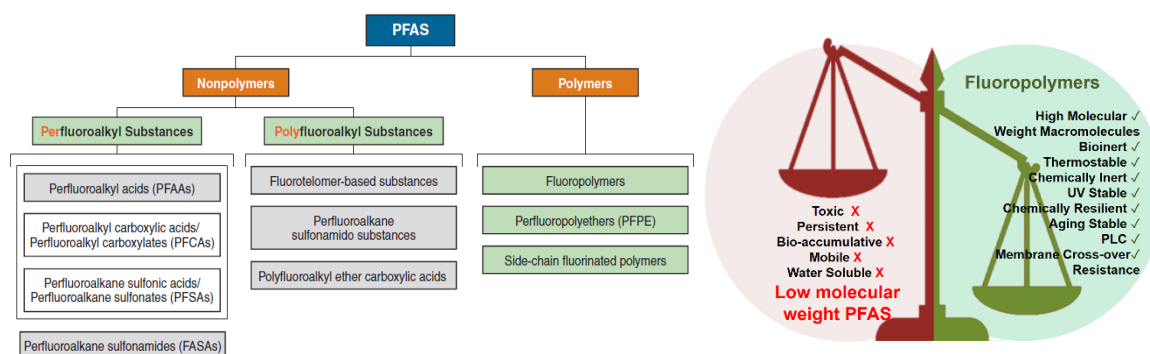 PFAS
Nonpolymers
Polymers
Perfluoroalkyl Substances
Polyfluoroalkyl Substances
Perfluoroalkyl acids (PFAAs)
Perfluoroalkyl carboxylic acids/
Perfluoroalkyl carboxylates (PFCAs)
Perfluoroalkane sulfonic acids/
Perfluoroalkane sulfonates (PFSAs)
Perfluoroalkane sulfonamides (FASAs)
Fluorotelomer-based substances
Perfluoroalkane
sulfonamido substances
Polyfluoroalkyl ether carboxylic acids
Fluoropolymers
Perfluoropolyethers (PFPE)
Side-chain fluorinated polymers
Toxic X
Persistent X
Bio-accumulative X
Mobile X
Water Soluble X
Low molecular
weight PFAS
Fluoropolymers
High Molecular ✓
Weight Macromolecules
Bioinert ✓
Thermostable ✓
Chemically Inert ✓
UV Stable ✓
Chemically Resilient ✓
Aging Stable ✓
PLC ✓
Membrane Cross-over ✓
Resistance